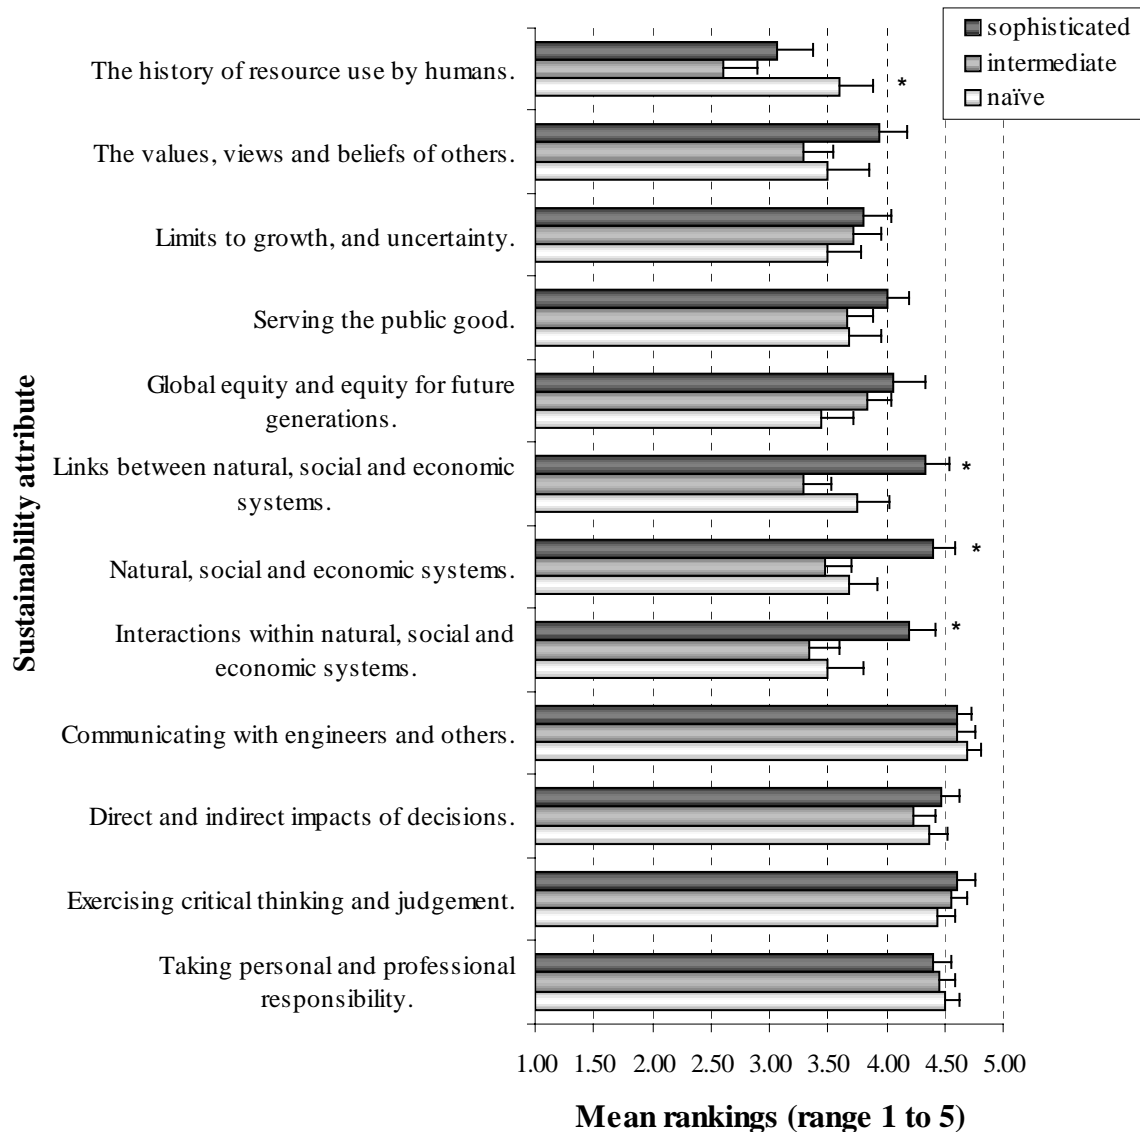 sophisticated
intermediate
naïve
The history of resource use by humans.
*
The values, views and beliefs of others.
Limits to growth, and uncertainty.
Serving the public good.
Global equity and equity for future
generations.
Links between natural, social and economic
systems.
*
Natural, social and economic systems.
*
Interactions within natural, social and
economic systems.
*
Communicating with engineers and others.
Direct and indirect impacts of decisions.
Exercising critical thinking and judgement.
Taking personal and professional
responsibility.
Sustainability attribute
1.00 1.50 2.00 2.50 3.00 3.50 4.00 4.50 5.00
Mean rankings (range 1 to 5)